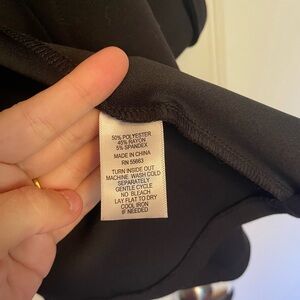 50% POLYESTER
45% RAYON
5% SPANDEX
MADE IN CHINA
RN 55663
TURN INSIDE OUT
MACHINE WASH COLD
SEPARATELY
GENTLE CYCLE
NO BLEACH
LAY FLAT TO DRY
COOL IRON
IF NEEDED